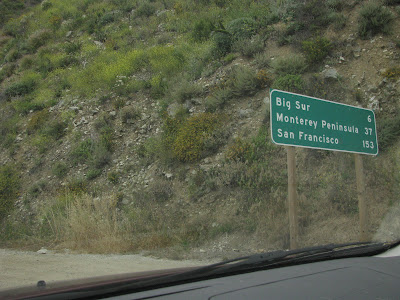 Big Sur 6
Monterey Peninsula 37
San Francisco 153